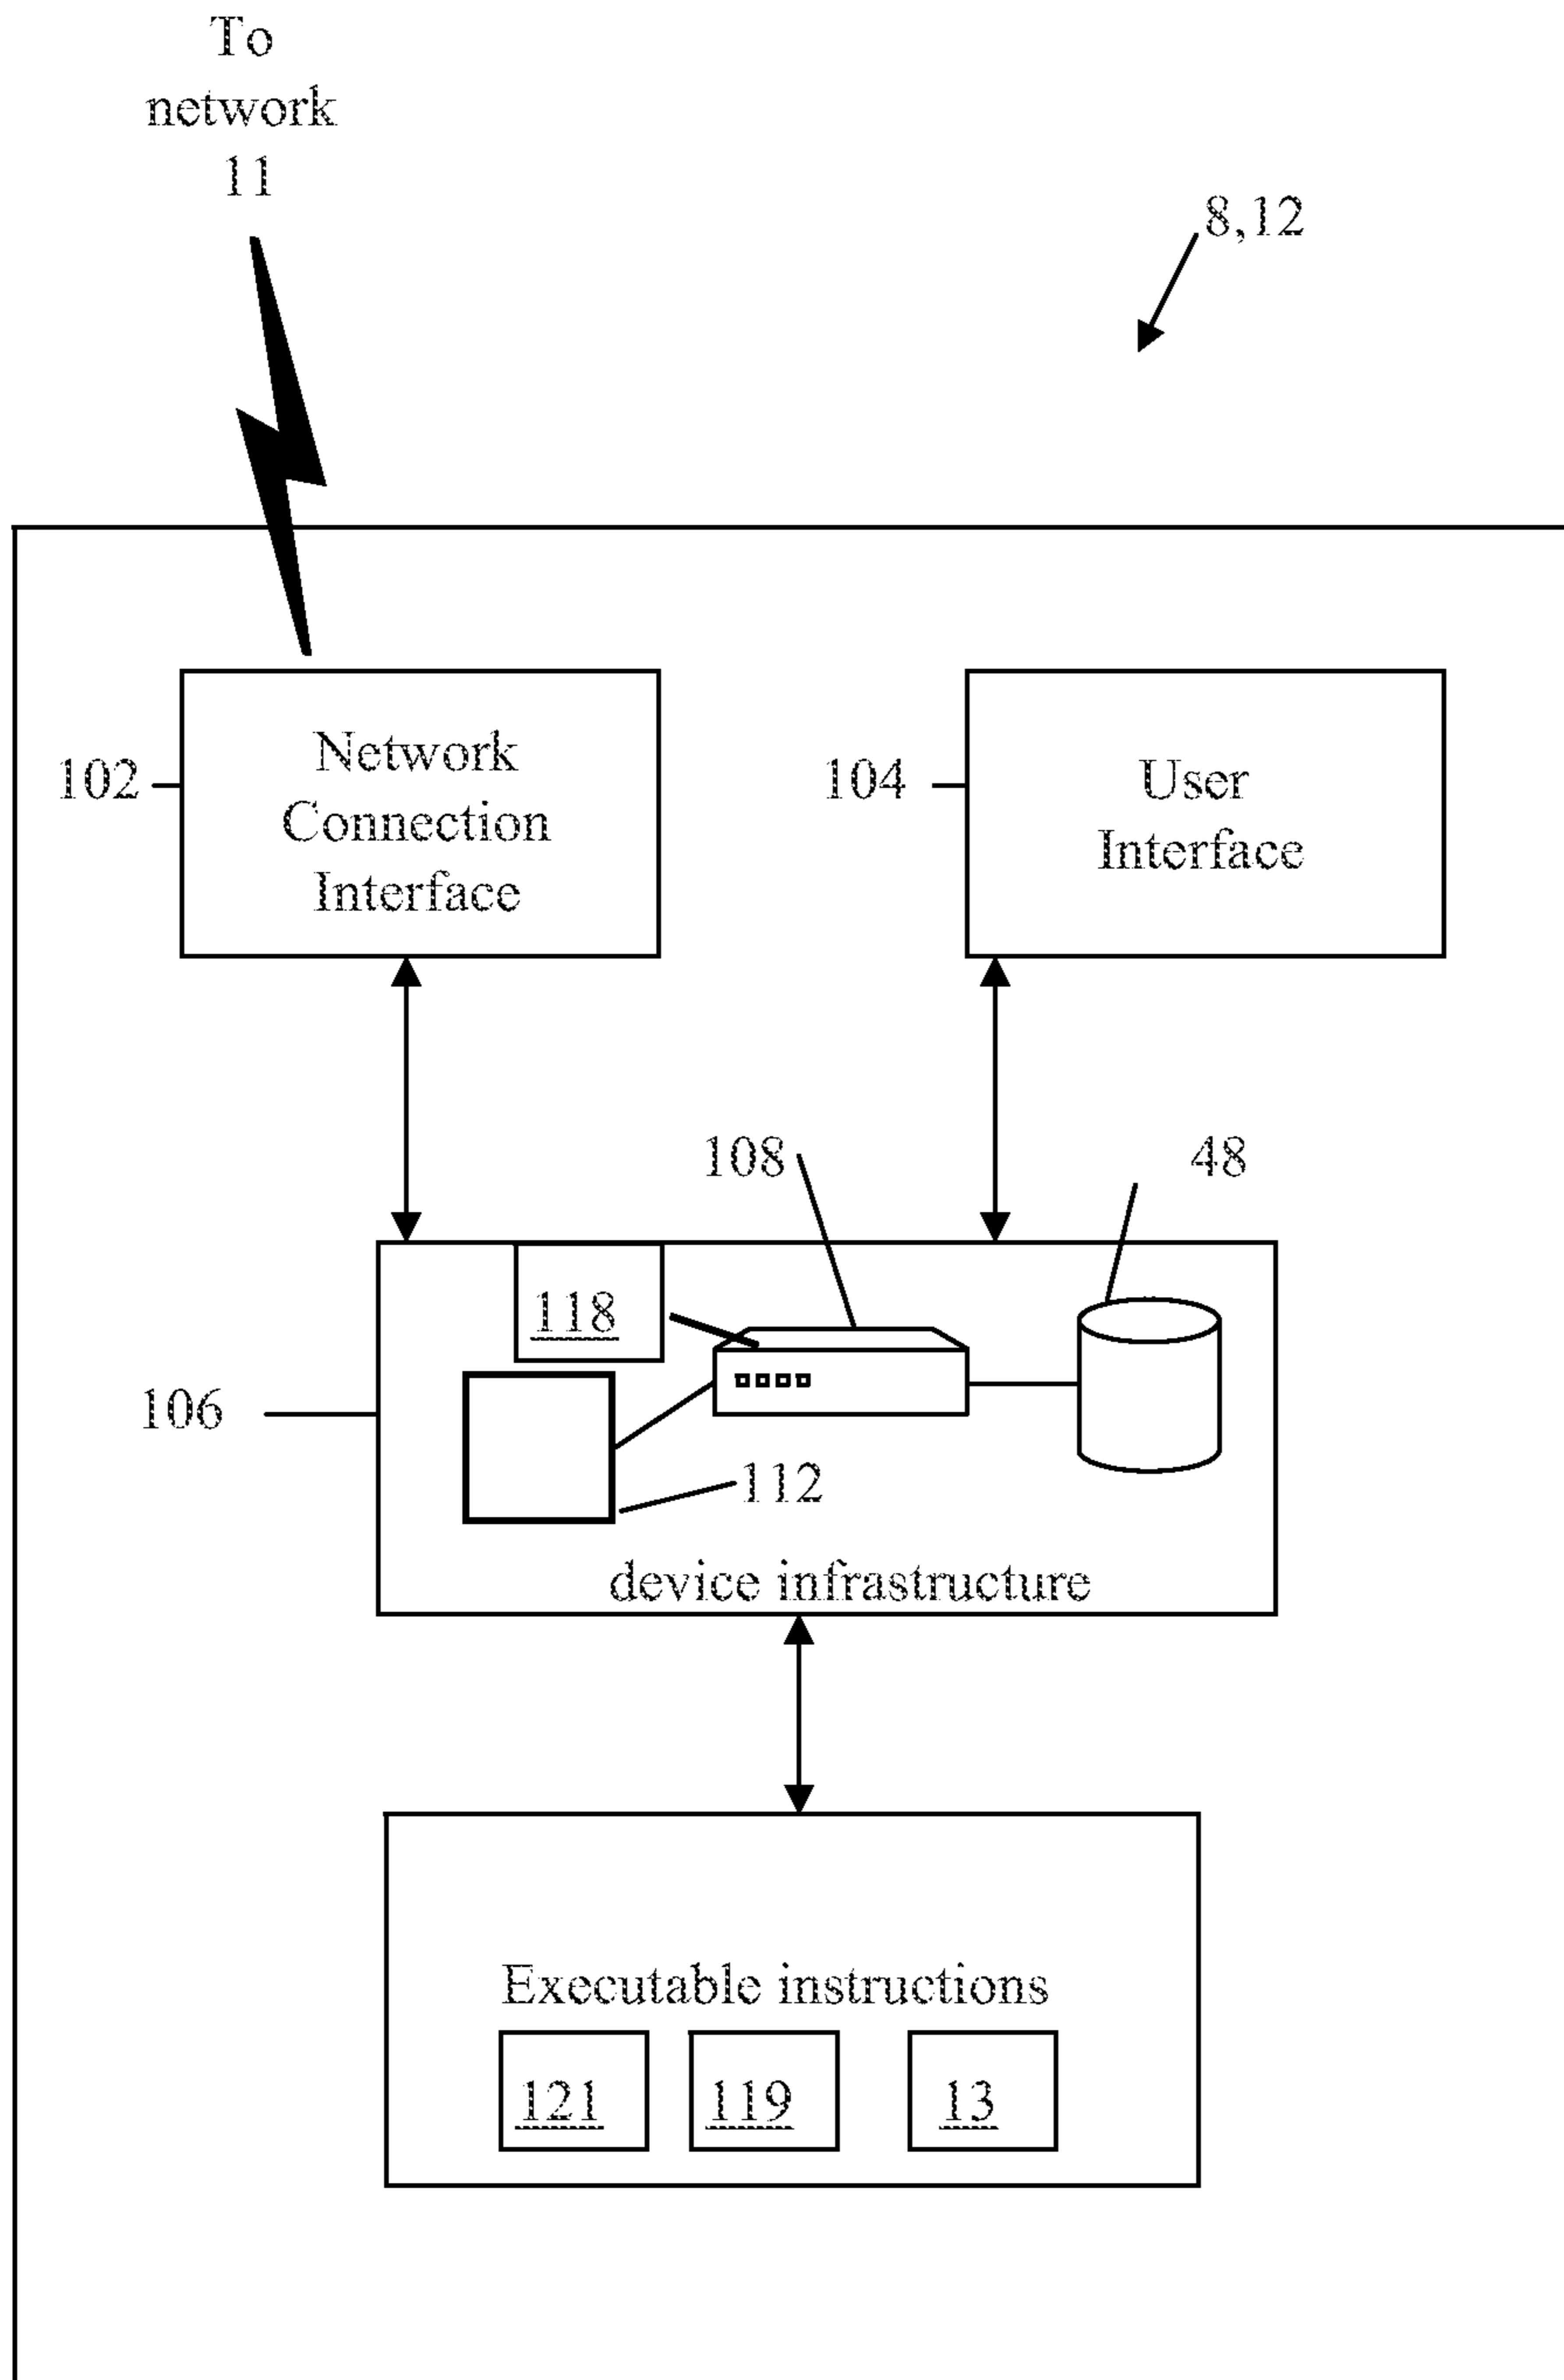 To
network
11
8,12
102
Network
Connection
Interface
104
User
Interface
108
48
118
106
112
device infrastructure
Executable instructions
121
119
13